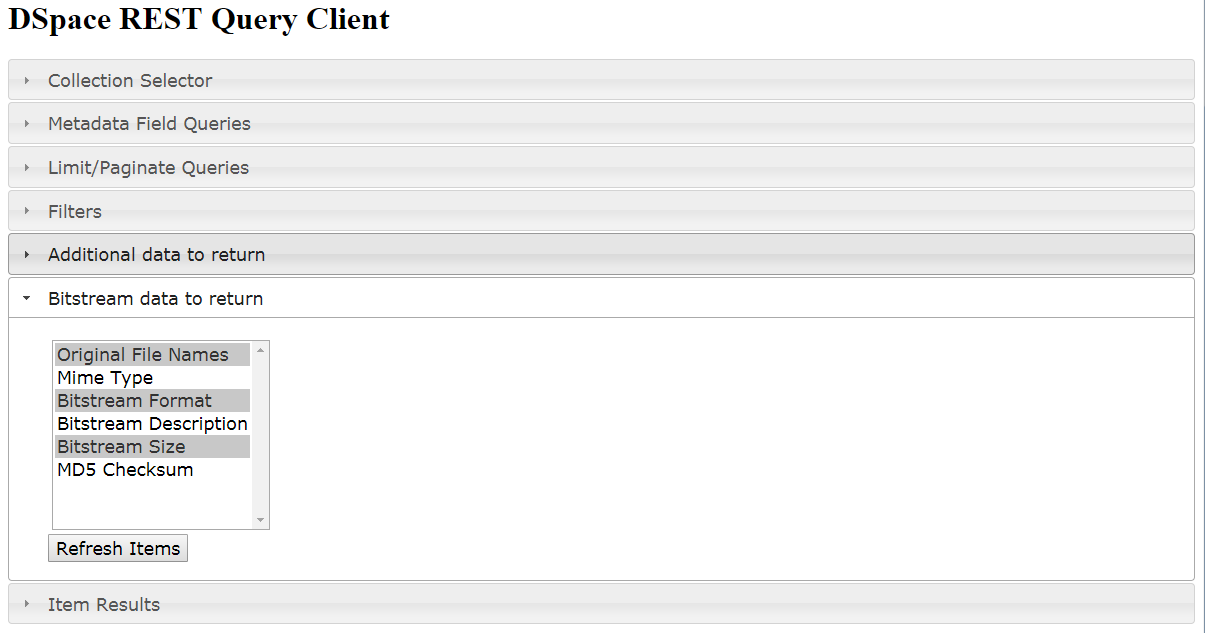 DSpace REST Query Client
Collection Selector
Metadata Field Queries
Limit/Paginate Queries
Filters
Additional data to return
Bitstream data to return
Original File Names
Mime Type
Bitstream Format
Bitstream Description
Bitstream Size
MD5 Checksum
Refresh Items
Item Results